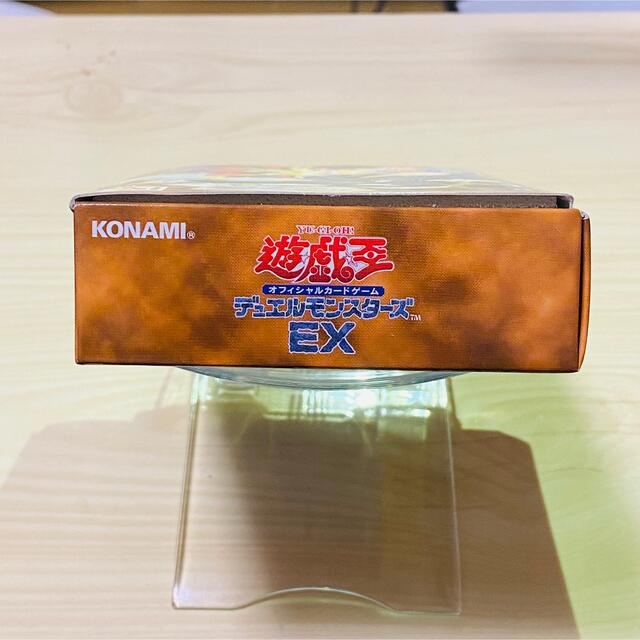 KONAMI®
YU-GI-OH!
遊戯王
オフィシャルカードゲーム
デュエルモンスターズ™
EX